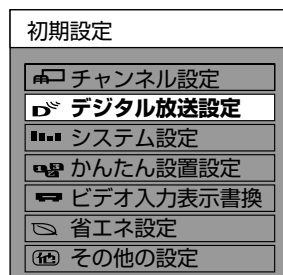 初期設定
チャンネル設定
デジタル放送設定
システム設定
かんたん設置設定
ビデオ入力表示書換
省エネ設定
その他の設定